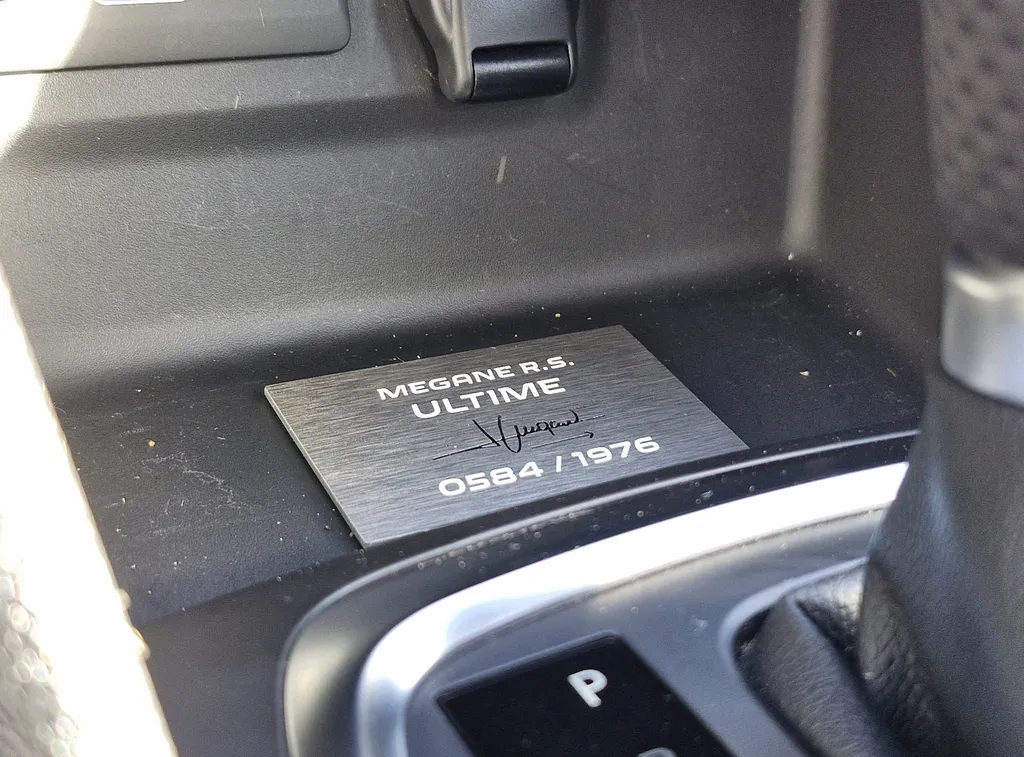 MEGANE R.S.
ULTIME
0584 / 1976
P